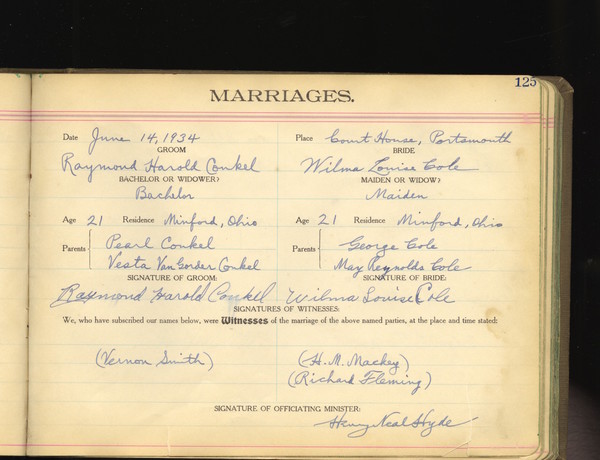 125
MARRIAGES.
Date June 14, 1934 Place Court House, Portsmouth
GROOM BRIDE
Raymond Harold Conkel Wilma Louise Cole
BACHELOR OR WIDOWER? MAIDEN OR WIDOW?
Bachelor Maiden
Age 21 Residence Minford, Ohio Age 21 Residence Minford, Ohio
Parents Pearl Conkel Parents George Cole
Vesta VanGorder Conkel May Reynolds Cole
SIGNATURE OF GROOM: SIGNATURE OF BRIDE:
Raymond Harold Conkel Wilma Louise Cole
SIGNATURES OF WITNESSES:
We, who have subscribed our names below, were Witnesses of the marriage of the above named parties, at the place and time stated:
(Vernon Smith) (H. M. Mackey)
(Richard Fleming)
SIGNATURE OF OFFICIATING MINISTER:
Henry Neal Hyde